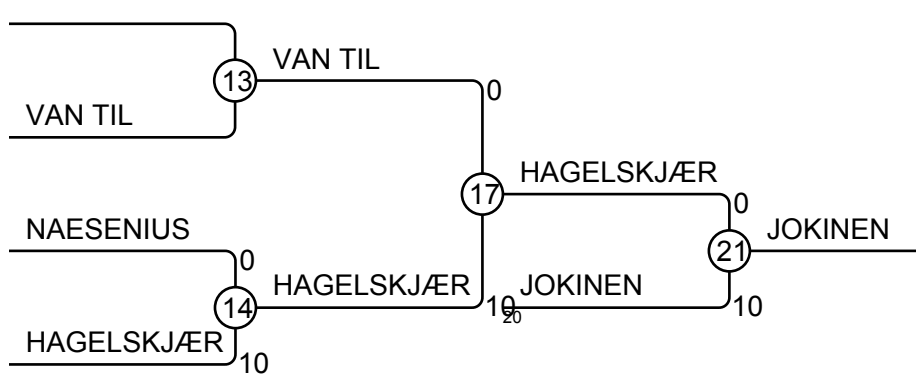 VAN TIL
13
0
VAN TIL
HAGELSKJÆR
17
0
NAESENIUS
JOKINEN
21
0
HAGELSKJÆR
JOKINEN
14
10
20
10
HAGELSKJÆR
10